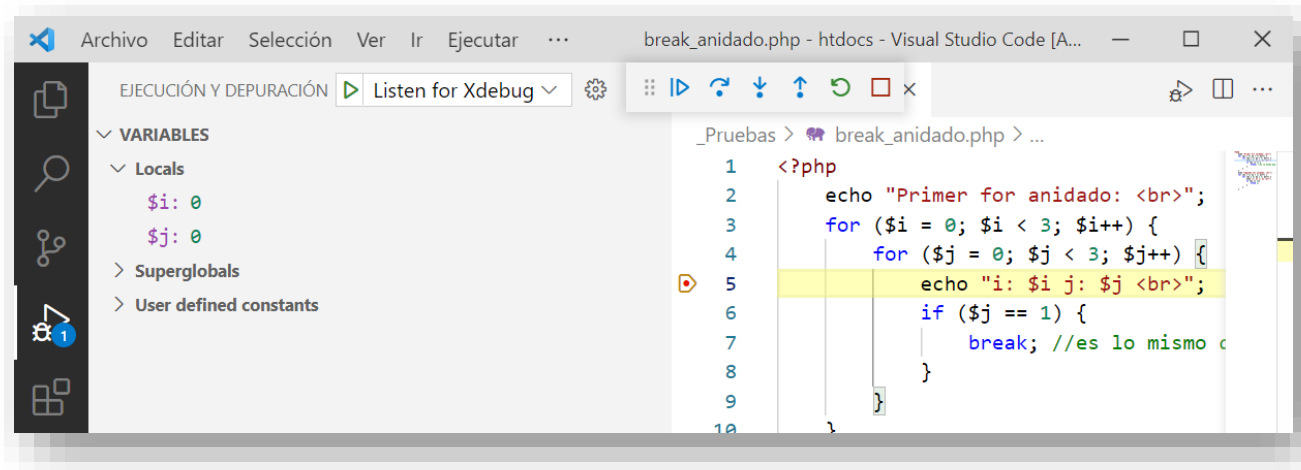 Archivo Editar Selección Ver Ir Ejecutar ··· break_anidado.php - htdocs - Visual Studio Code [A...
EJECUCIÓN Y DEPURACIÓN Listen for Xdebug
VARIABLES
Locals
$i: 0
$j: 0
Superglobals
User defined constants
1
_Pruebas > break_anidado.php > ...
1 <?php
2 echo "Primer for anidado: <br>";
3 for ($i = 0; $i < 3; $i++) {
4 for ($j = 0; $j < 3; $j++) {
5 echo "i: $i j: $j <br>";
6 if ($j == 1) {
7 break; //es lo mismo
8 }
9 }
10 }